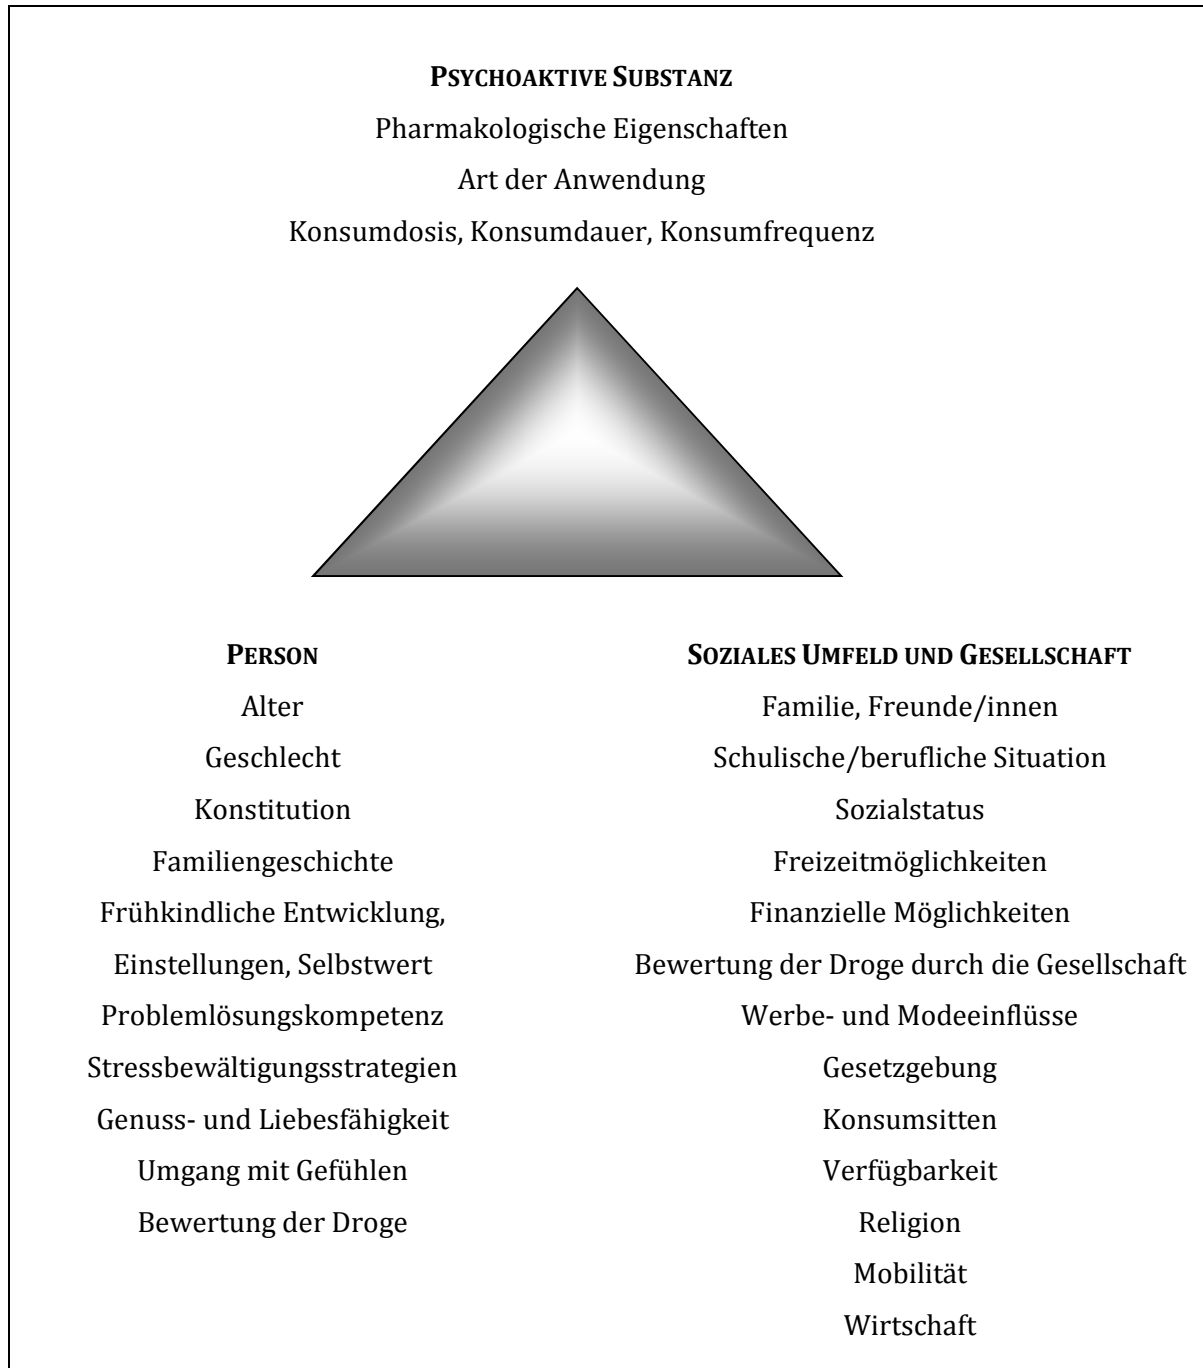 PSYCHOAKTIVE SUBSTANZ
Pharmakologische Eigenschaften
Art der Anwendung
Konsumdosis, Konsumdauer, Konsumfrequenz
PERSON
Alter
Geschlecht
Konstitution
Familiengeschichte
Frühkindliche Entwicklung,
Einstellungen, Selbstwert
Problemlösungskompetenz
Stressbewältigungsstrategien
Genuss- und Liebesfähigkeit
Umgang mit Gefühlen
Bewertung der Droge
SOZIALES UMFELD UND GESELLSCHAFT
Familie, Freunde/innen
Schulische/berufliche Situation
Sozialstatus
Freizeitmöglichkeiten
Finanzielle Möglichkeiten
Bewertung der Droge durch die Gesellschaft
Werbe- und Modeeinflüsse
Gesetzgebung
Konsumsitten
Verfügbarkeit
Religion
Mobilität
Wirtschaft